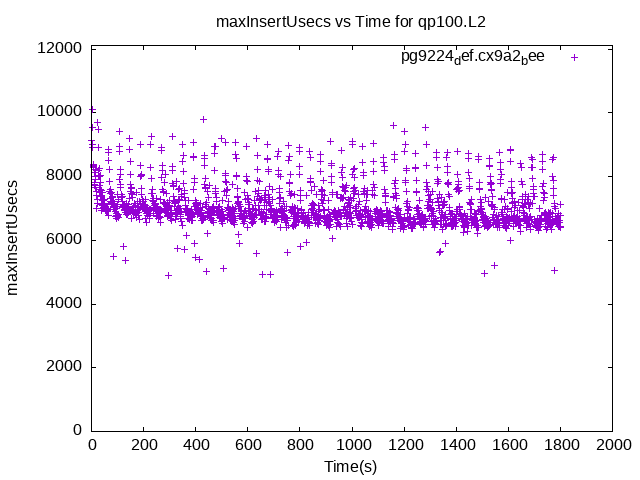 maxInsertUsecs vs Time for qp100.L2
pg9224def.cx9a2bee
12000
10000
8000
6000
4000
2000
0
maxInsertUsecs
0 200 400 600 800 1000 1200 1400 1600 1800 2000
Time(s)